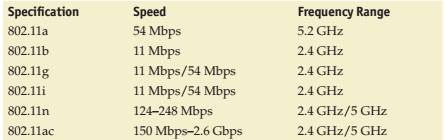 Specification Speed Frequency Range
802.11a 54 Mbps 5.2 GHz
802.11b 11 Mbps 2.4 GHz
802.11g 11 Mbps/54 Mbps 2.4 GHz
802.11i 11 Mbps/54 Mbps 2.4 GHz
802.11n 124–248 Mbps 2.4 GHz/5 GHz
802.11ac 150 Mbps–2.6 Gbps 2.4 GHz/5 GHz